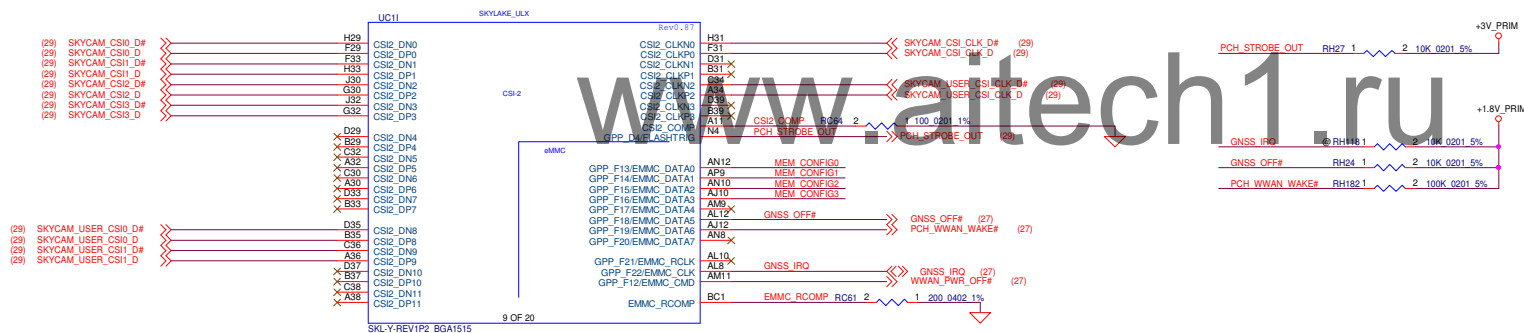 UC1I
SKYLAKE_ULX
Rev0.87
CSI-2
eMMC
(29) SKYCAM_CSI0_D# H29 CSI2_DN0
(29) SKYCAM_CSI0_D F29 CSI2_DP0
(29) SKYCAM_CSI1_D# F33 CSI2_DN1
(29) SKYCAM_CSI1_D H33 CSI2_DP1
(29) SKYCAM_CSI2_D# J30 CSI2_DN2
(29) SKYCAM_CSI2_D G30 CSI2_DP2
(29) SKYCAM_CSI3_D# J32 CSI2_DN3
(29) SKYCAM_CSI3_D G32 CSI2_DP3
D29 CSI2_DN4
B29 CSI2_DP4
C32 CSI2_DN5
A32 CSI2_DP5
C30 CSI2_DN6
A30 CSI2_DP6
D33 CSI2_DN7
B33 CSI2_DP7
(29) SKYCAM_USER_CSI0_D# D35 CSI2_DN8
(29) SKYCAM_USER_CSI0_D B35 CSI2_DP8
(29) SKYCAM_USER_CSI1_D# C36 CSI2_DN9
(29) SKYCAM_USER_CSI1_D A36 CSI2_DP9
D37 CSI2_DN10
B37 CSI2_DP10
C38 CSI2_DN11
A38 CSI2_DP11
CSI2_CLKN0 H31 SKYCAM_CSI_CLK_D# (29)
CSI2_CLKP0 F31 SKYCAM_CSI_CLK_D (29)
CSI2_CLKN1 D31
CSI2_CLKP1 B31
CSI2_CLKN2 C34 SKYCAM_USER_CSI_CLK_D# (29)
CSI2_CLKP2 A34 SKYCAM_USER_CSI_CLK_D (29)
CSI2_CLKN3 D39
CSI2_CLKP3 B39
CSI2_COMP A11 CSI2_COMP RC64 2 1 100_0201_1%
GPP_D4/FLASHTRIG N4 PCH_STROBE_OUT PCH_STROBE_OUT (29)
GPP_F13/EMMC_DATA0 AN12 MEM_CONFIG0
GPP_F14/EMMC_DATA1 AP9 MEM_CONFIG1
GPP_F15/EMMC_DATA2 AN10 MEM_CONFIG2
GPP_F16/EMMC_DATA3 AJ10 MEM_CONFIG3
GPP_F17/EMMC_DATA4 AM9
GPP_F18/EMMC_DATA5 AL12 GNSS_OFF# GNSS_OFF# (27)
GPP_F19/EMMC_DATA6 AJ12 PCH_WWAN_WAKE# (27)
GPP_F20/EMMC_DATA7 AN8
GPP_F21/EMMC_RCLK AL10
GPP_F22/EMMC_CLK AL8 GNSS_IRQ GNSS_IRQ (27)
GPP_F12/EMMC_CMD AM11 WWAN_PWR_OFF# (27)
EMMC_RCOMP BC1 EMMC_RCOMP RC61 2 1 200_0402_1%
9 OF 20
SKL-Y-REV1P2_BGA1515
+3V_PRIM
PCH_STROBE_OUT RH27 1 2 10K_0201_5%
+1.8V_PRIM
GNSS_IRQ @ RH118 1 2 10K_0201_5%
GNSS_OFF# RH24 1 2 10K_0201_5%
PCH_WWAN_WAKE# RH182 1 2 100K_0201_5%
www.aitech1.ru